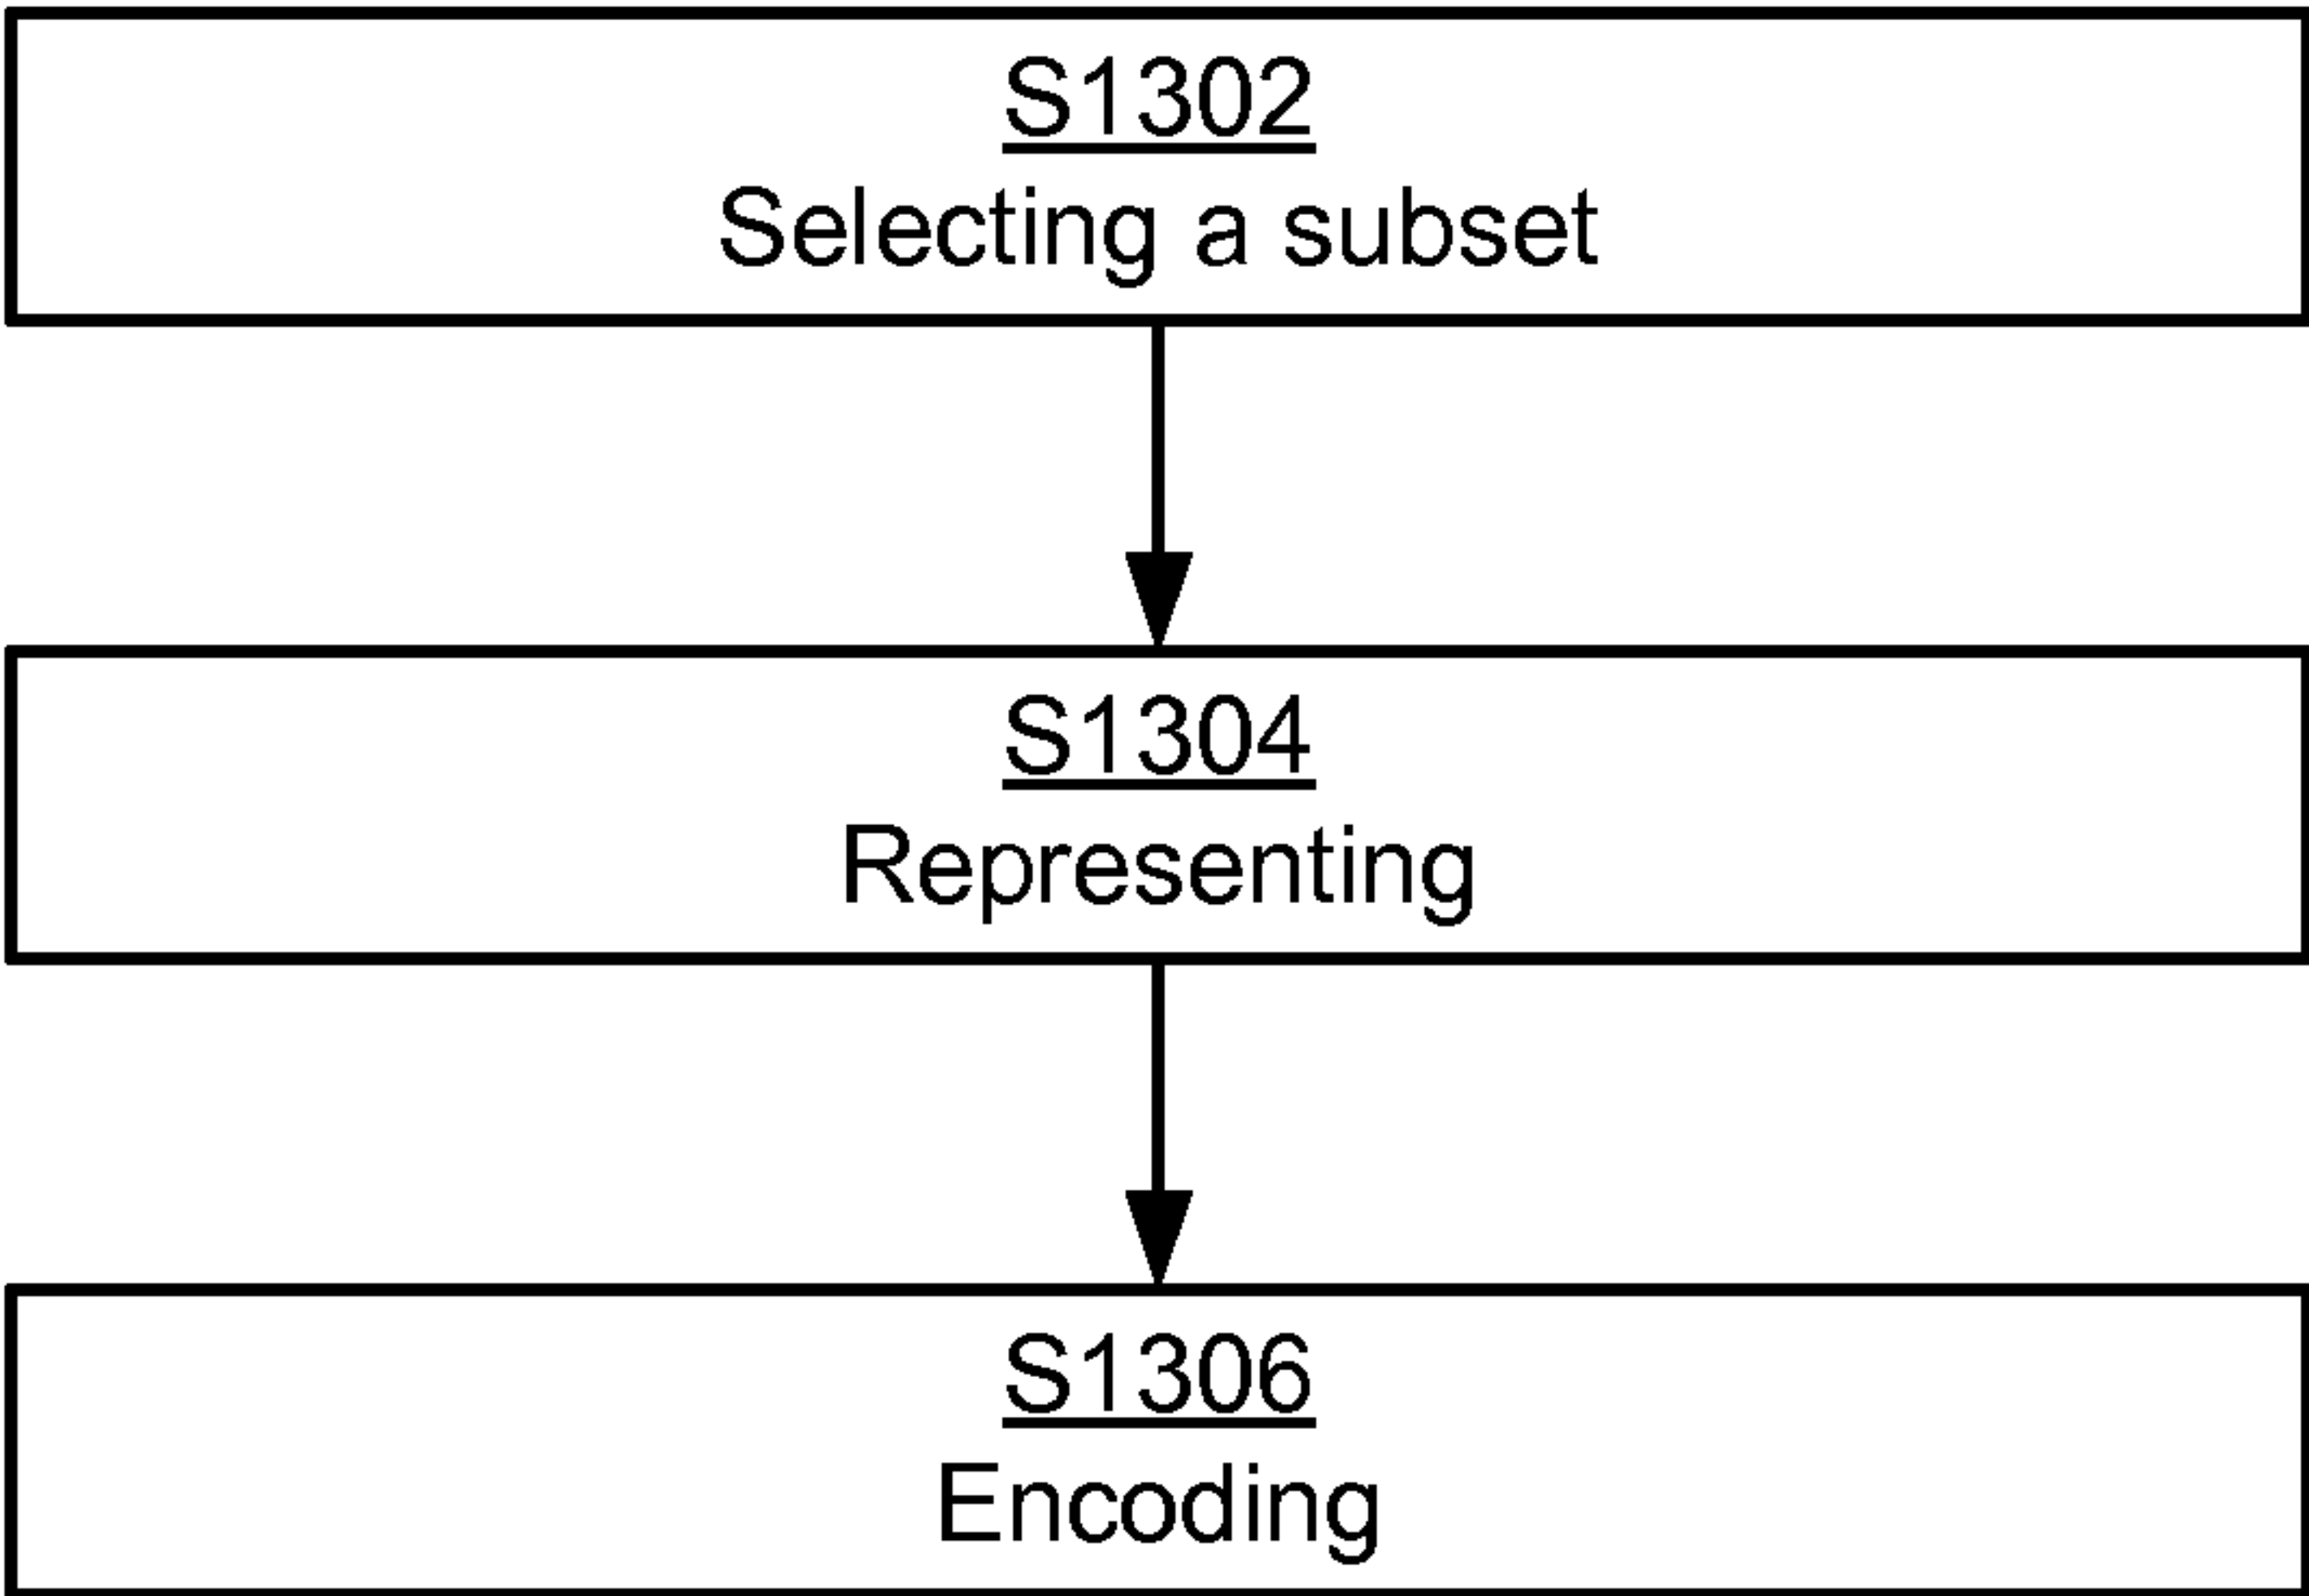 S1302
Selecting a subset
S1304
Representing
S1306
Encoding